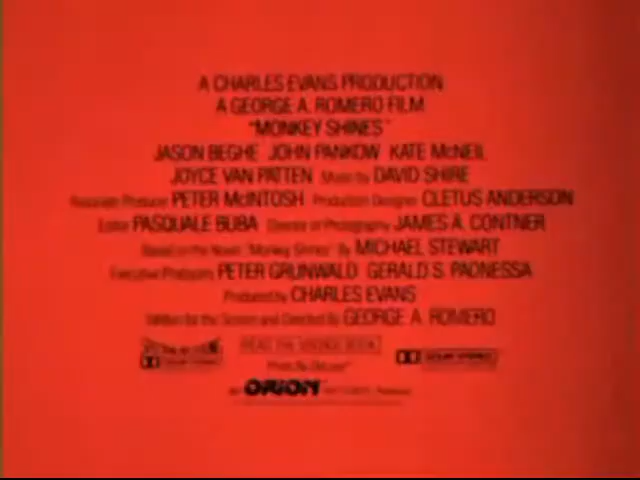 A CHARLES EVANS PRODUCTION
A GEORGE A. ROMERO FILM
"MONKEY SHINES"
JASON BEGHE JOHN PANKOW KATE McNEIL
JOYCE VAN PATTEN Music By DAVID SHIRE
Associate Producer PETER McINTOSH Production Designer CLETUS ANDERSON
Editor PASQUALE BUBA Director of Photography JAMES A. CONTNER
Based on the Novel "Monkey Shines" By MICHAEL STEWART
Executive Producers PETER GRUNWALD GERALD S. PAONESSA
Produced by CHARLES EVANS
Written for the Screen and Directed By GEORGE A. ROMERO
READ THE BOOK
DOLBY STEREO
ORION